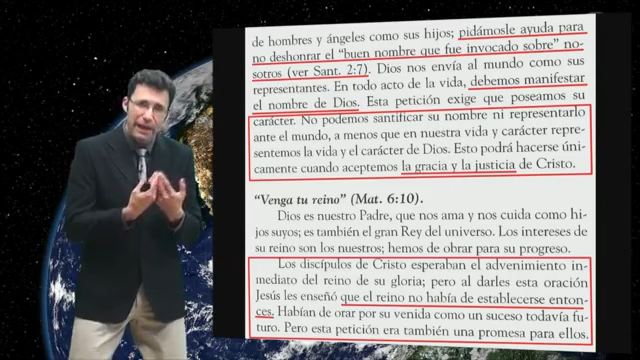 de hombres y ángeles como sus hijos; pidámosle ayuda para
no deshonrar el "buen nombre que fue invocado sobre" no-
sotros (ver Sant. 2:7). Dios nos envía al mundo como sus
representantes. En todo acto de la vida, debemos manifestar
el nombre de Dios. Esta petición exige que poseamos su
carácter. No podemos santificar su nombre ni representarlo
ante el mundo, a menos que en nuestra vida y carácter repre-
sentemos la vida y el carácter de Dios. Esto podrá hacerse úni-
camente cuando aceptemos la gracia y la justicia de Cristo.
"Venga tu reino" (Mat. 6:10).
Dios es nuestro Padre, que nos ama y nos cuida como hi-
jos suyos; es también el gran Rey del universo. Los intereses de
su reino son los nuestros; hemos de obrar para su progreso.
Los discípulos de Cristo esperaban el advenimiento in-
mediato del reino de su gloria; pero al darles esta oración
Jesús les enseñó que el reino no había de establecerse enton-
ces. Habían de orar por su venida como un suceso todavía fu-
turo. Pero esta petición era también una promesa para ellos.